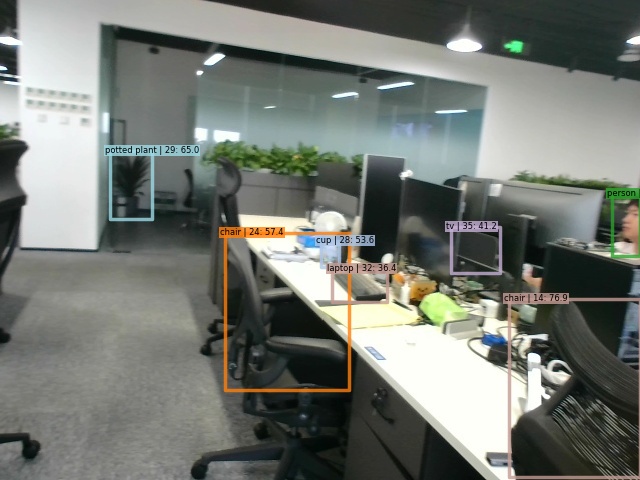 potted plant | 29: 65.0
person
chair | 24: 57.4
tv | 35: 41.2
cup | 28: 53.6
laptop | 32: 36.4
chair | 14: 76.9